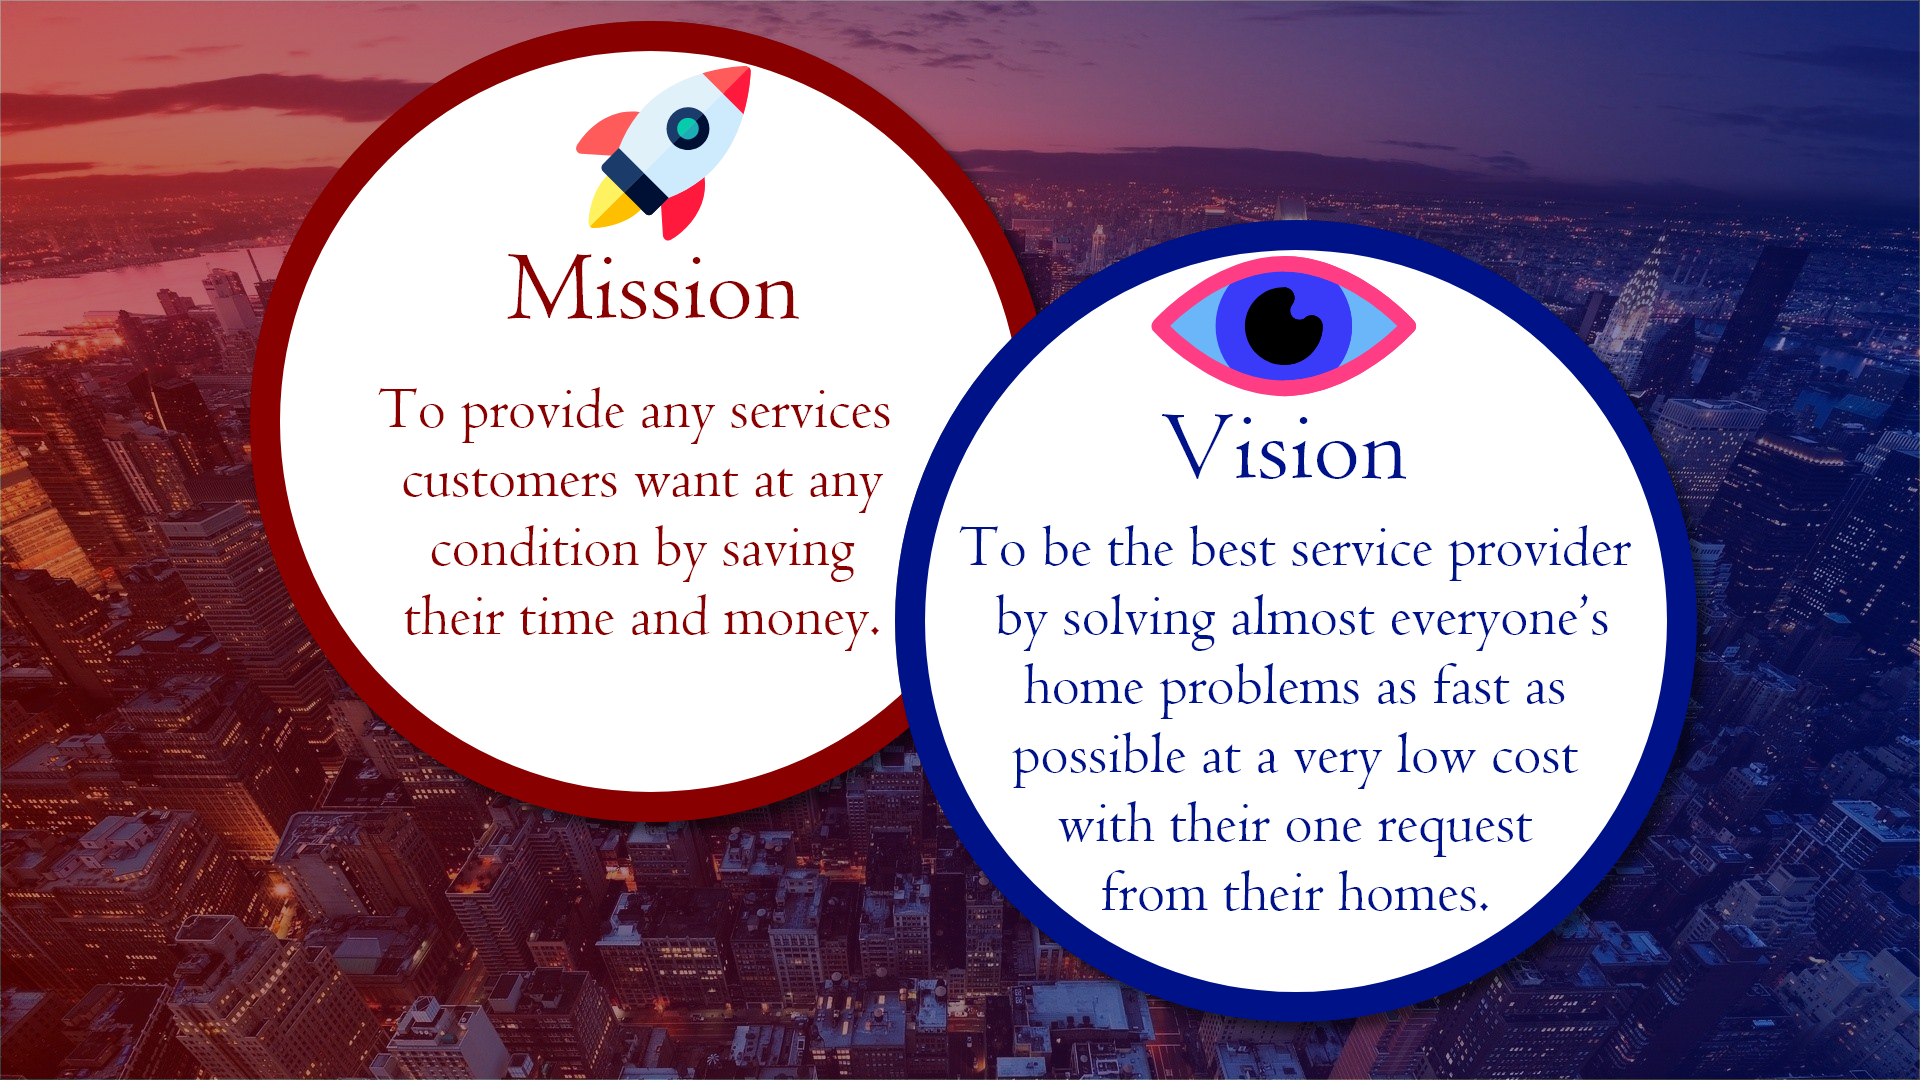 Mission
To provide any services
customers want at any
condition by saving
their time and money.
Vision
To be the best service provider
by solving almost everyone’s
home problems as fast as
possible at a very low cost
with their one request
from their homes.